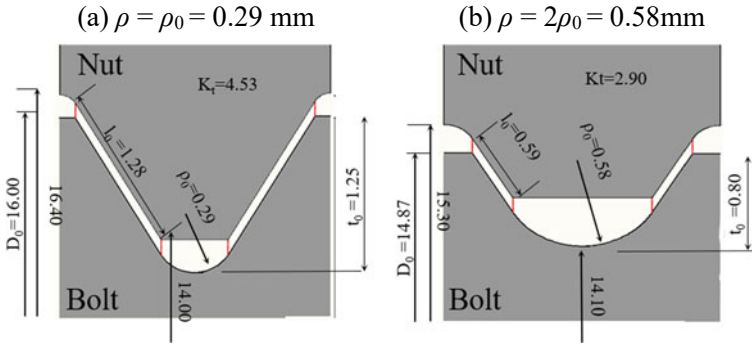 (a) ρ = ρ₀ = 0.29 mm
(b) ρ = 2ρ₀ = 0.58mm
Nut
Kₜ=4.53
l₀=1.28
ρ₀=0.29
t₀=1.25
D₀=16.00
16.40
14.00
Bolt
Nut
Kt=2.90
l₀=0.59
ρ₀=0.58
t₀=0.80
D₀=14.87
15.30
14.10
Bolt